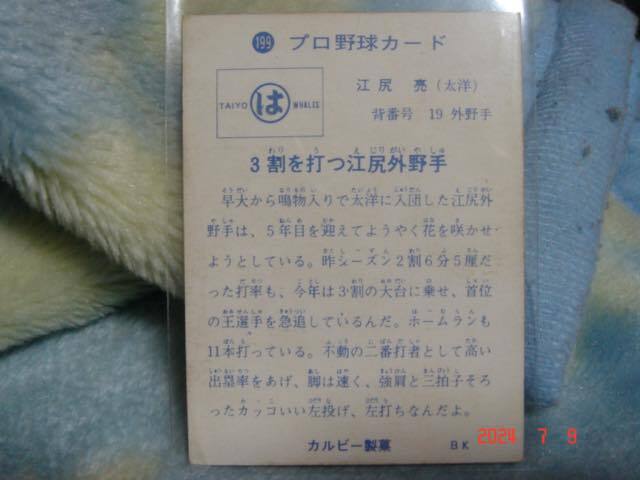 199 プロ野球カード
TAIYO は WHALES
江尻 亮(太洋)
背番号 19 外野手
3割を打つ江尻外野手
早大から鳴物入りで太洋に入団した江尻外
野手は、5年目を迎えてようやく花を咲かせ
ようとしている。昨シーズン2割6分5厘だ
った打率も、今年は3割の大台に乗せ、首位
の王選手を急追しているんだ。ホームランも
11本打っている。不動の二番打者として高い
出塁率をあげ、脚は速く、強肩と三拍子そろ
ったカッコいい左投げ、左打ちなんだよ。
カルビー製菓 BK
2024 7 9